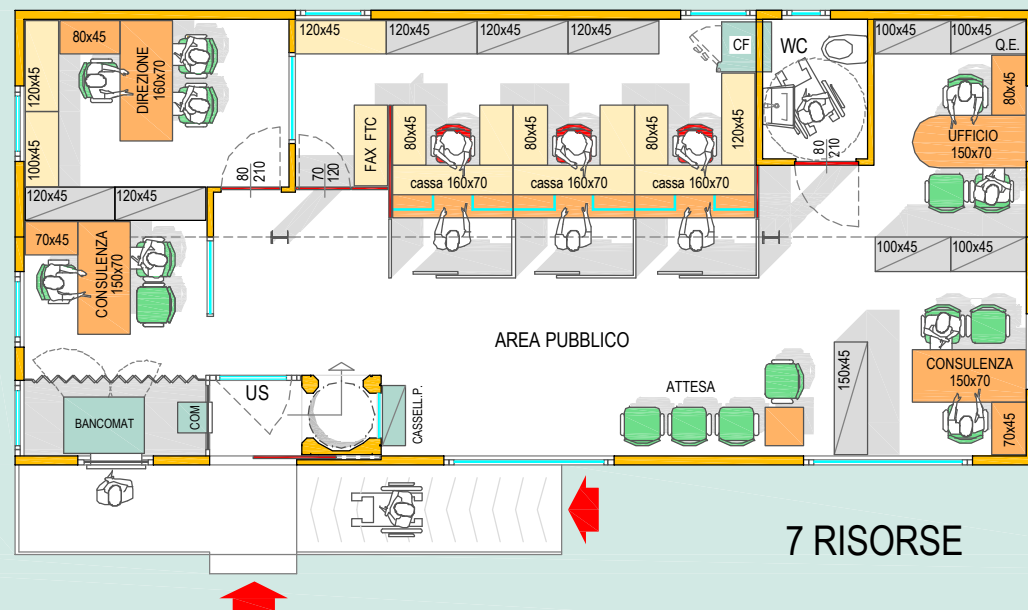 80x45
DIREZIONE
160x70
120x45
100x45
120x45
120x45
120x45
120x45
120x45
120x45
CF
WC
100x45
100x45
Q.E.
80x45
UFFICIO
150x70
FAX FTC
80x45
80x45
80x45
120x45
cassa 160x70
cassa 160x70
cassa 160x70
80
210
70
120
80
210
70x45
CONSULENZA
150x70
100x45
100x45
AREA PUBBLICO
ATTESA
150x45
CONSULENZA
150x70
70x45
US
BANCOMAT
COM
CASSELL.P.
7 RISORSE